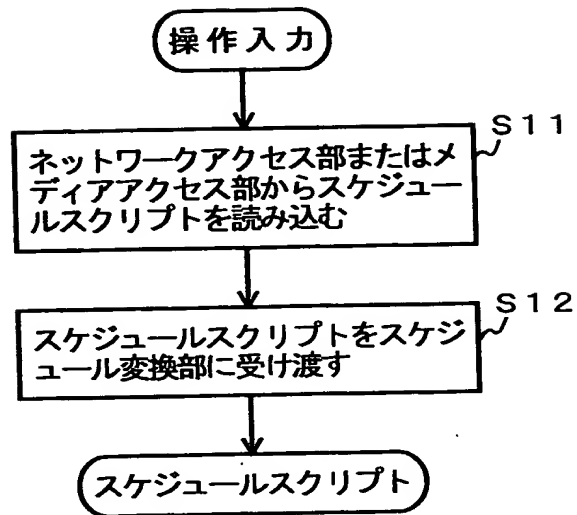 操作入力
S11
ネットワークアクセス部またはメ
ディアアクセス部からスケジュー
ルスクリプトを読み込む
S12
スケジュールスクリプトをスケジ
ュール変換部に受け渡す
スケジュールスクリプト